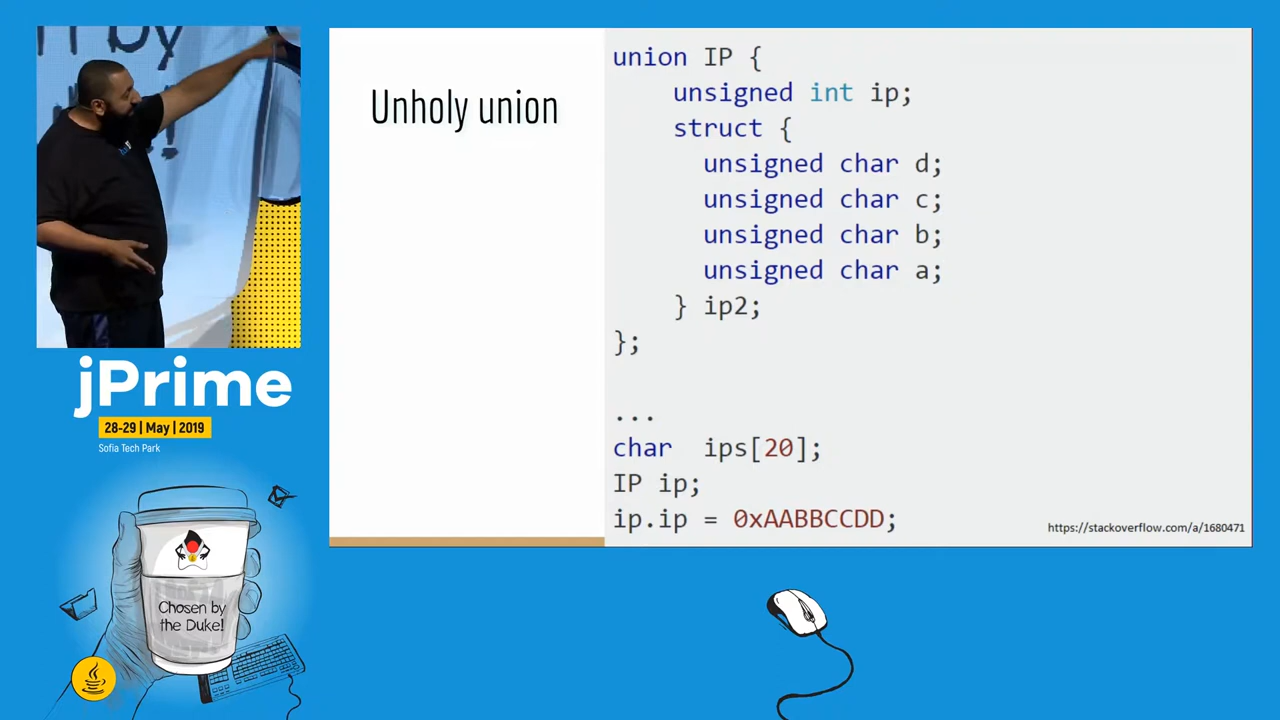 Unholy union
union IP {
    unsigned int ip;
    struct {
      unsigned char d;
      unsigned char c;
      unsigned char b;
      unsigned char a;
    } ip2;
};
...
char  ips[20];
IP ip;
ip.ip = 0xAABBCCDD;
https://stackoverflow.com/a/1680471
by
jPrime
28-29 | May | 2019
Sofia Tech Park
Chosen by
the Duke!